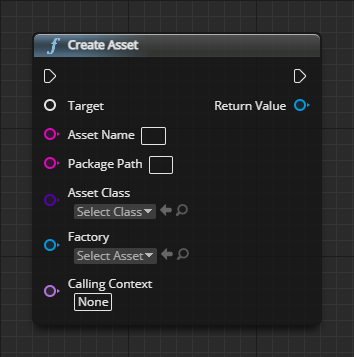 f Create Asset
Target Return Value
Asset Name
Package Path
Asset Class
Select Class
Factory
Select Asset
Calling Context
None